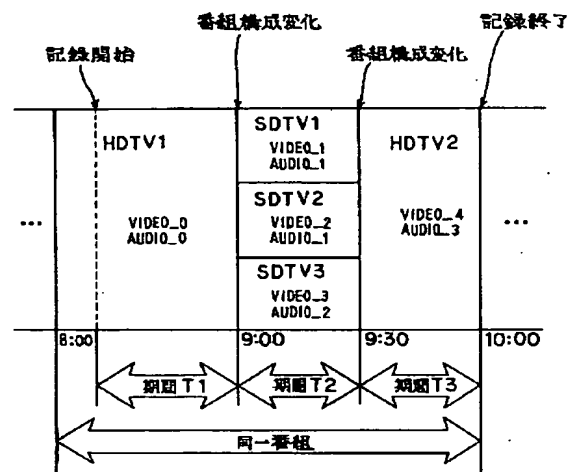 番組構成変化
記録終了
記録開始
番組構成変化
HDTV1
VIDEO_0
AUDIO_0
SDTV1
VIDEO_1
AUDIO_1
SDTV2
VIDEO_2
AUDIO_1
SDTV3
VIDEO_3
AUDIO_2
HDTV2
VIDEO_4
AUDIO_3
...
...
8:00
9:00
9:30
10:00
期間T1
期間T2
期間T3
同一番組